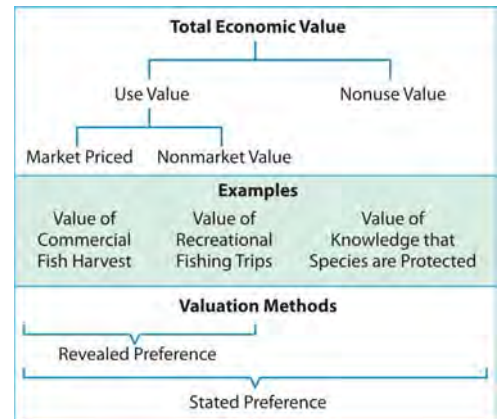 Total Economic Value
Use Value Nonuse Value
Market Priced Nonmarket Value
Examples
Value of Value of Value of
Commercial Recreational Knowledge that
Fish Harvest Fishing Trips Species are Protected
Valuation Methods
Revealed Preference
Stated Preference